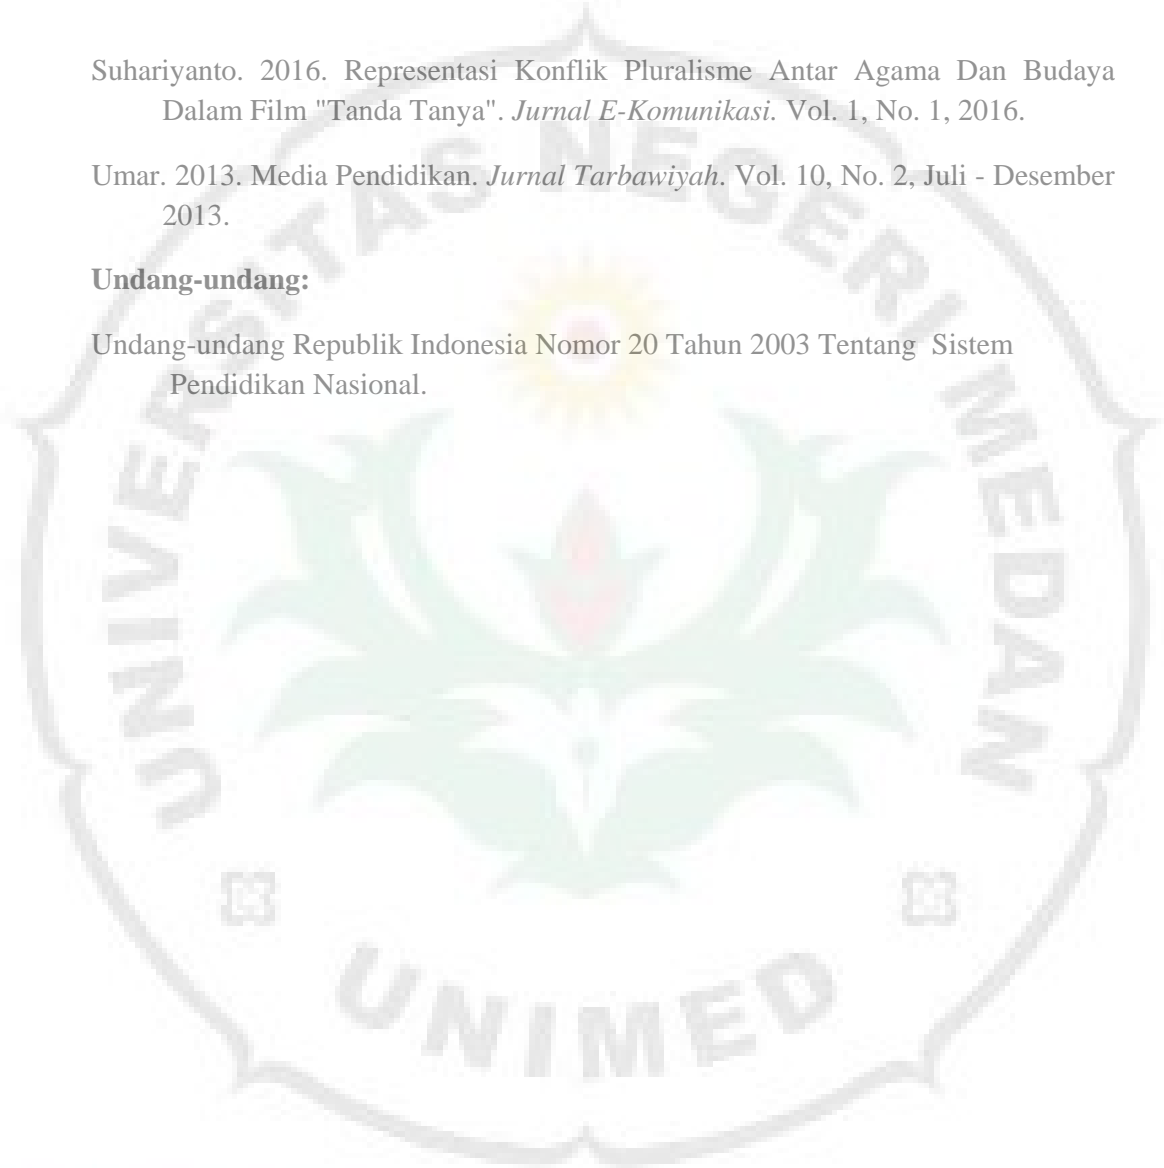 Suhariyanto. 2016. Representasi Konflik Pluralisme Antar Agama Dan Budaya
Dalam Film "Tanda Tanya". Jurnal E-Komunikasi. Vol. 1, No. 1, 2016.
Umar. 2013. Media Pendidikan. Jurnal Tarbawiyah. Vol. 10, No. 2, Juli - Desember
2013.
Undang-undang:
Undang-undang Republik Indonesia Nomor 20 Tahun 2003 Tentang Sistem
Pendidikan Nasional.
UNIVERSITAS NEGERI MEDAN
UNIMED